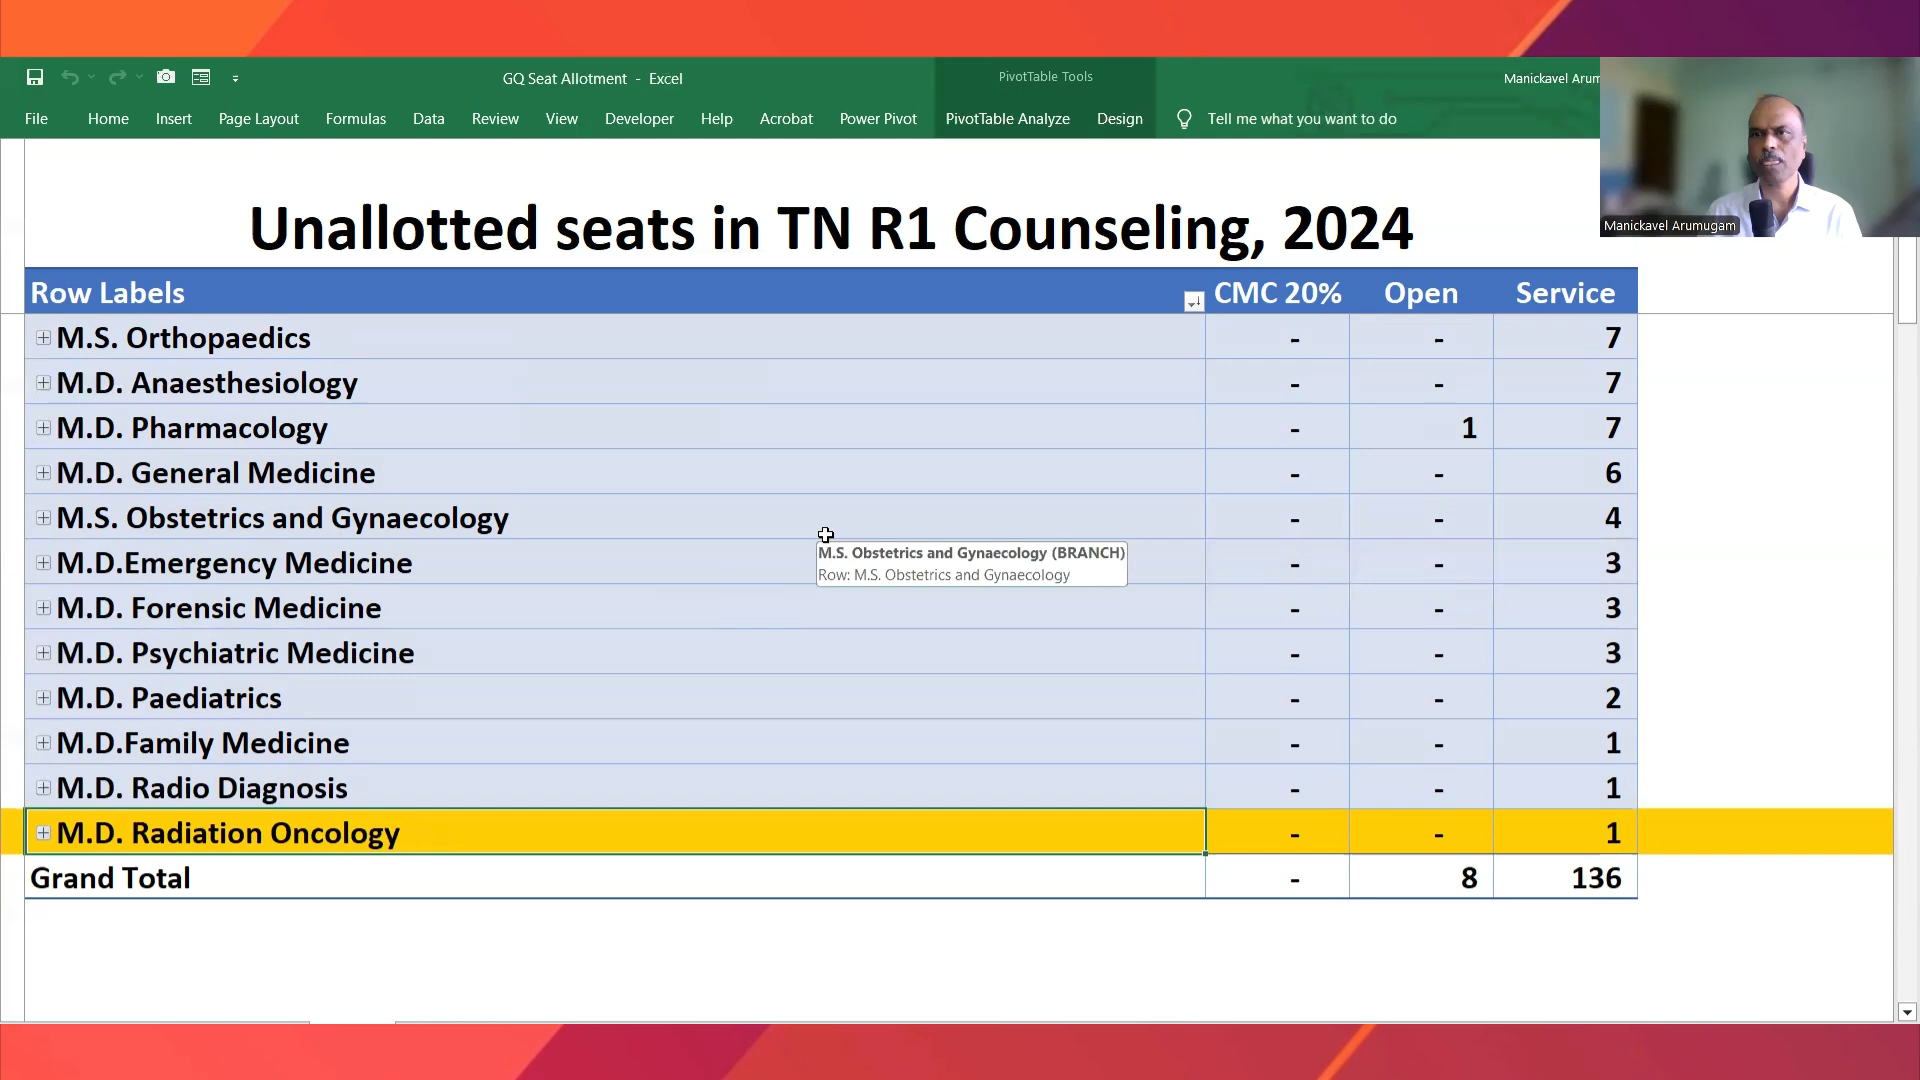 GQ Seat Allotment - Excel
PivotTable Tools
Manickavel Arum
File Home Insert Page Layout Formulas Data Review View Developer Help Acrobat Power Pivot PivotTable Analyze Design Tell me what you want to do
Manickavel Arumugam
Unallotted seats in TN R1 Counseling, 2024
Row Labels CMC 20% Open Service
M.S. Orthopaedics - - 7
M.D. Anaesthesiology - - 7
M.D. Pharmacology - 1 7
M.D. General Medicine - - 6
M.S. Obstetrics and Gynaecology - - 4
M.S. Obstetrics and Gynaecology (BRANCH)
Row: M.S. Obstetrics and Gynaecology
M.D.Emergency Medicine - - 3
M.D. Forensic Medicine - - 3
M.D. Psychiatric Medicine - - 3
M.D. Paediatrics - - 2
M.D.Family Medicine - - 1
M.D. Radio Diagnosis - - 1
M.D. Radiation Oncology - - 1
Grand Total - 8 136